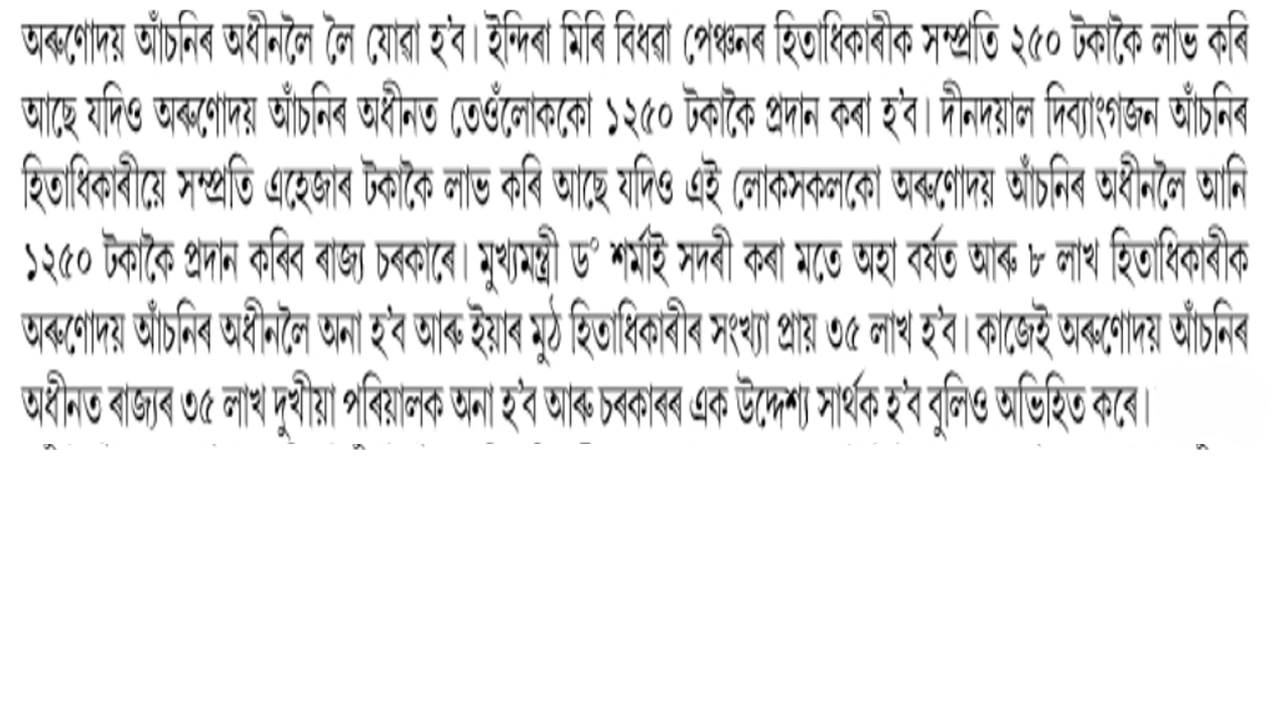 অৰুণোদয় আঁচনিৰ অধীনলৈ লৈ যোৱা হ'ব। ইন্দিৰা মিৰি বিধৱা পেঞ্চনৰ হিতাধিকাৰীক সম্প্ৰতি ২৫০ টকাকৈ লাভ কৰি
আছে যদিও অৰুণোদয় আঁচনিৰ অধীনত তেওঁলোককো ১২৫০ টকাকৈ প্ৰদান কৰা হ'ব। দীনদয়াল দিব্যাংগজন আঁচনিৰ
হিতাধিকাৰীয়ে সম্প্ৰতি এহেজাৰ টকাকৈ লাভ কৰি আছে যদিও এই লোকসকলকো অৰুণোদয় আঁচনিৰ অধীনলৈ আনি
১২৫০ টকাকৈ প্ৰদান কৰিব ৰাজ্য চৰকাৰে। মুখ্যমন্ত্ৰী ড° শৰ্মাই সদৰী কৰা মতে অহা বৰ্যত আৰু ৮ লাখ হিতাধিকাৰীক
অৰুণোদয় আঁচনিৰ অধীনলৈ অনা হ'ব আৰু ইয়াৰ মুঠ হিতাধিকাৰীৰ সংখ্যা প্ৰায় ৩৫ লাখ হ'ব। কাজেই অৰুণোদয় আঁচনিৰ
অধীনত ৰাজ্যৰ ৩৫ লাখ দুখীয়া পৰিয়ালক অনা হ'ব আৰু চৰকাৰৰ এক উদ্দেশ্য সাৰ্থক হ'ব বুলিও অভিহিত কৰে।